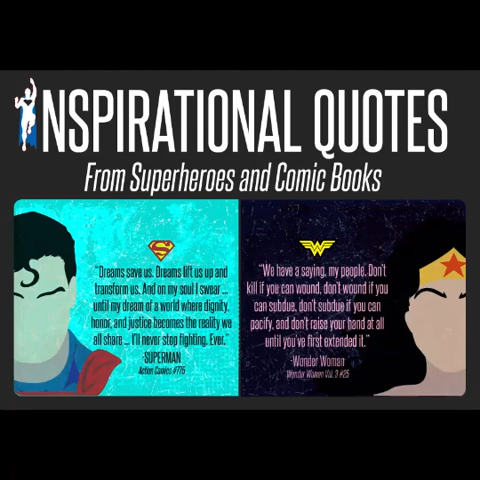 NSPIRATIONAL QUOTES
From Superheroes and Comic Books
"Dreams save us. Dreams lift us up and
transform us. And on my soul I swear ...
until my dream of a world where dignity,
honor, and justice becomes the reality we
all share ... I'll never stop fighting. Ever."
-SUPERMAN
Action Comics #775
"We have a saying, my people. Don't
kill if you can wound, don't wound if you
can subdue, don't subdue if you can
pacify, and don't raise your hand at all
until you've first extended it."
-Wonder Woman
Wonder Women Vol. 3 #25